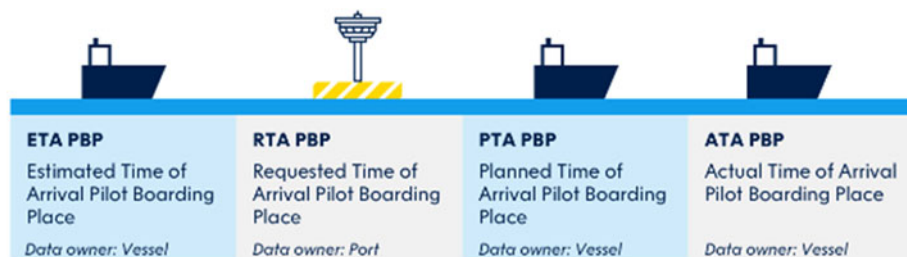 ETA PBP
Estimated Time of
Arrival Pilot Boarding
Place
Data owner: Vessel
RTA PBP
Requested Time of
Arrival Pilot Boarding
Place
Data owner: Port
PTA PBP
Planned Time of
Arrival Pilot Boarding
Place
Data owner: Vessel
ATA PBP
Actual Time of Arrival
Pilot Boarding Place
Data owner: Vessel